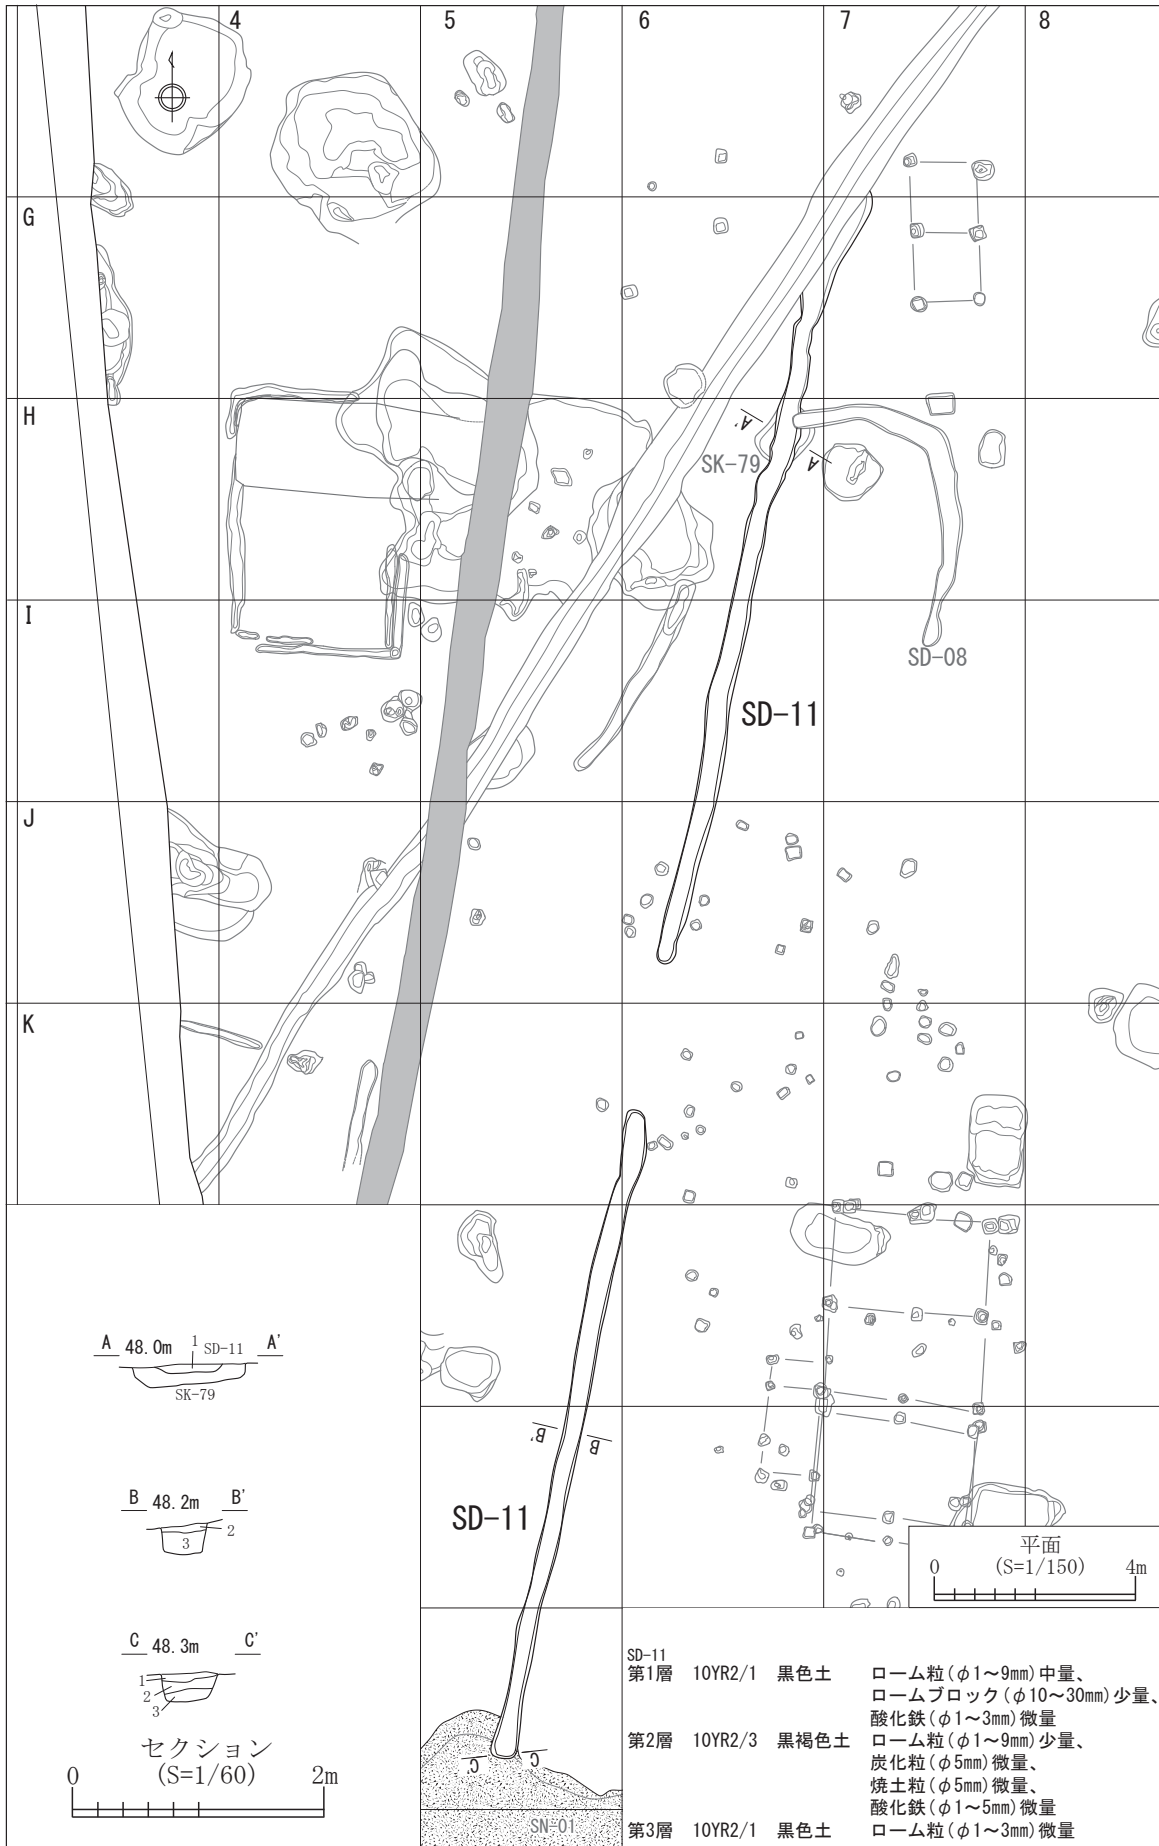 4 5 6 7 8
G
H
A' SK-79 A
I
SD-08
SD-11
J
K
A 48.0m 1 SD-11 A'
SK-79
B 48.2m B'
2
3
B' B
SD-11
C 48.3m C'
1
2
3
セクション
(S=1/60)
0 2m
平面
(S=1/150)
0 4m
C' C
SN-01
SD-11
第1層 10YR2/1 黒色土 ローム粒(φ1～9mm)中量、
ロームブロック(φ10～30mm)少量、
酸化鉄(φ1～3mm)微量
第2層 10YR2/3 黒褐色土 ローム粒(φ1～9mm)少量、
炭化粒(φ5mm)微量、
焼土粒(φ5mm)微量、
酸化鉄(φ1～5mm)微量
第3層 10YR2/1 黒色土 ローム粒(φ1～3mm)微量